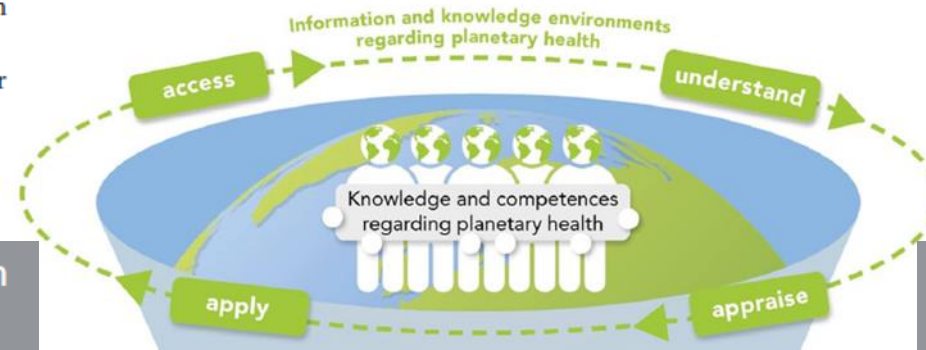 Information and knowledge environments
regarding planetary health
access
understand
Knowledge and competences
regarding planetary health
apply
appraise